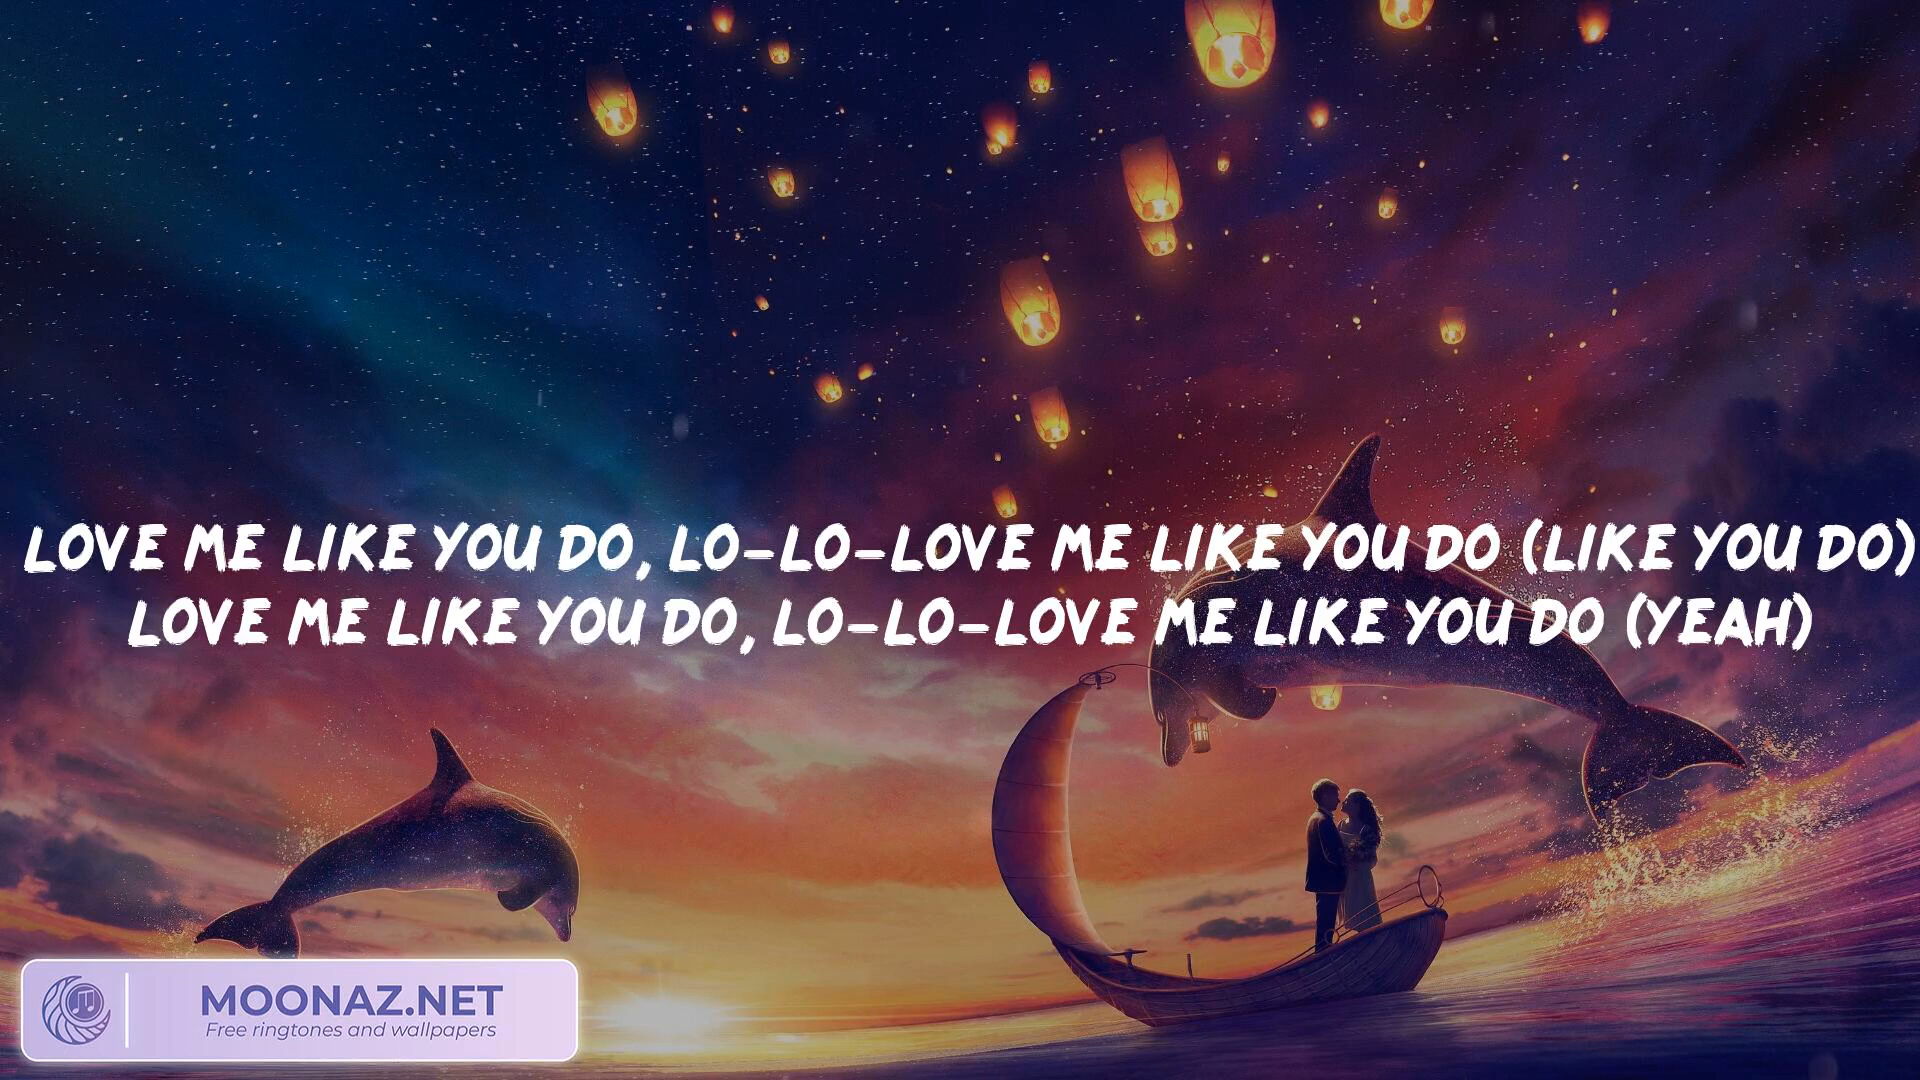 LOVE ME LIKE YOU DO, LO-LO-LOVE ME LIKE YOU DO (LIKE YOU DO)
LOVE ME LIKE YOU DO, LO-LO-LOVE ME LIKE YOU DO (YEAH)
MOONAZ.NET
Free ringtones and wallpapers